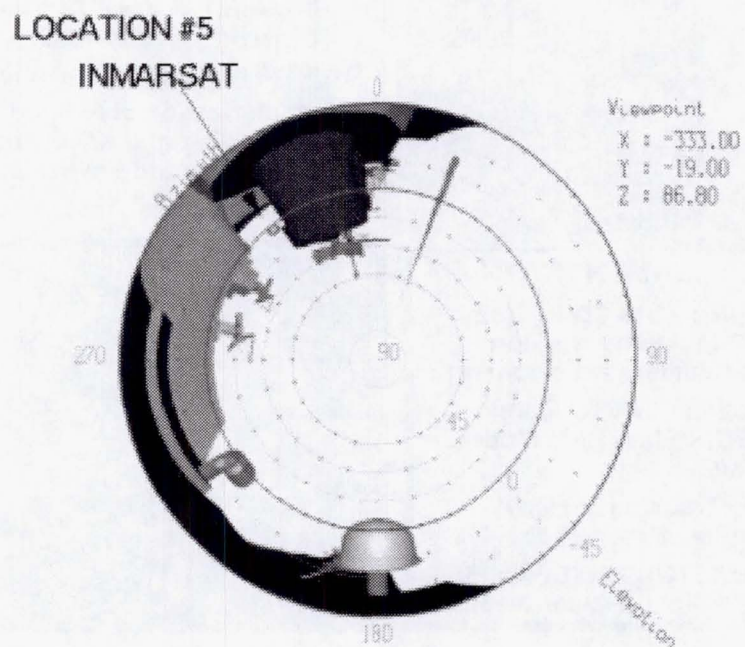 LOCATION #5
INMARSAT
0
Viewpoint
X : -333.00
Y : -19.00
Z : 86.80
Azimuth
270
90
90
45
0
-45
Elevation
180